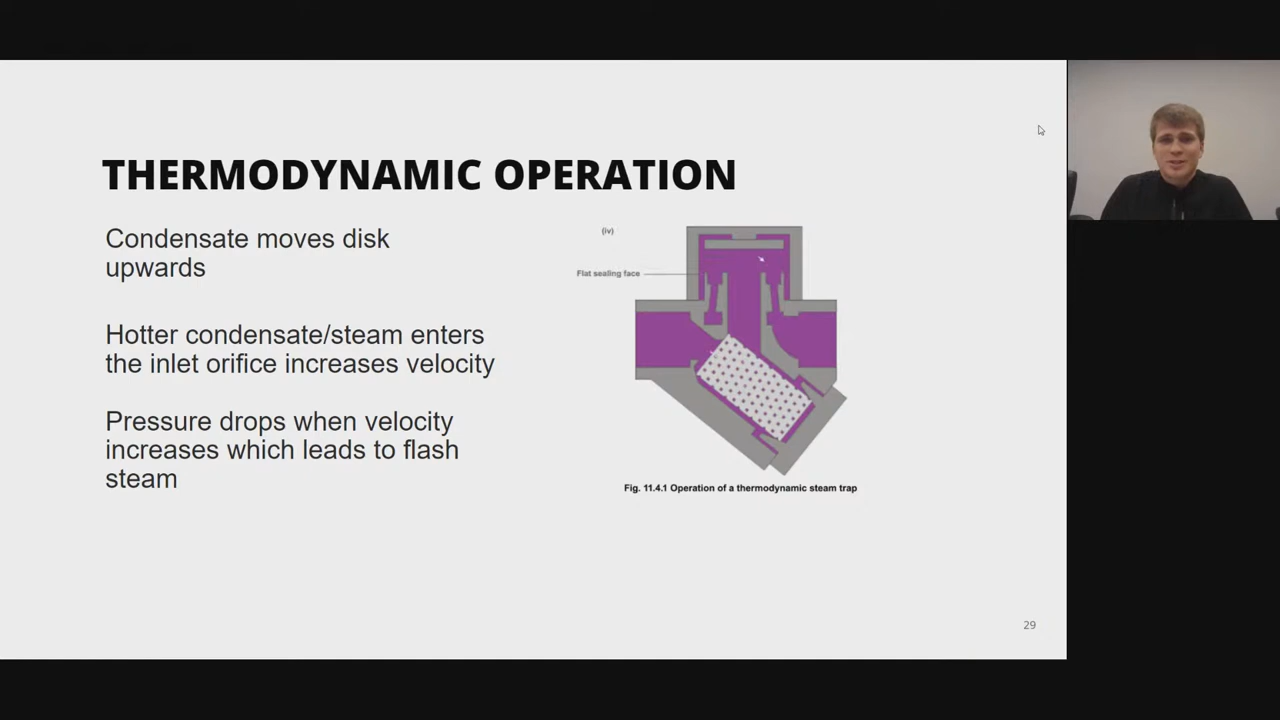 THERMODYNAMIC OPERATION
Condensate moves disk
upwards
Hotter condensate/steam enters
the inlet orifice increases velocity
Pressure drops when velocity
increases which leads to flash
steam
(iv)
Flat sealing face
Fig. 11.4.1 Operation of a thermodynamic steam trap
29